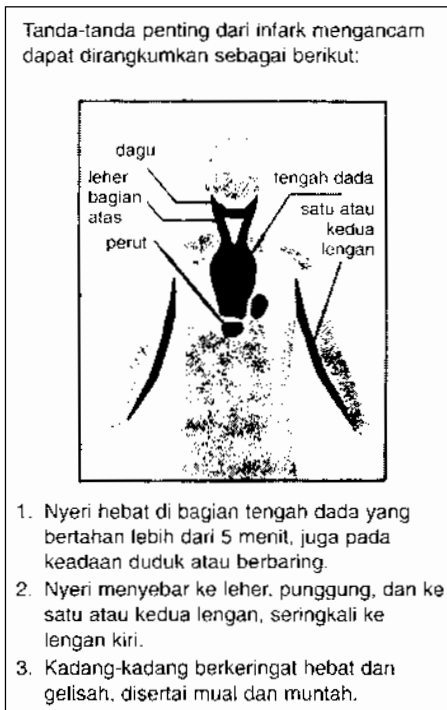 Tanda-tanda penting dari infark mengancam
dapat dirangkumkan sebagai berikut:
dagu
leher
bagian
atas
perut
tengah dada
satu atau
kedua
lengan
1. Nyeri hebat di bagian tengah dada yang
bertahan lebih dari 5 menit, juga pada
keadaan duduk atau berbaring.
2. Nyeri menyebar ke leher, punggung, dan ke
satu atau kedua lengan, seringkali ke
lengan kiri.
3. Kadang-kadang berkeringat hebat dan
gelisah, disertai mual dan muntah.